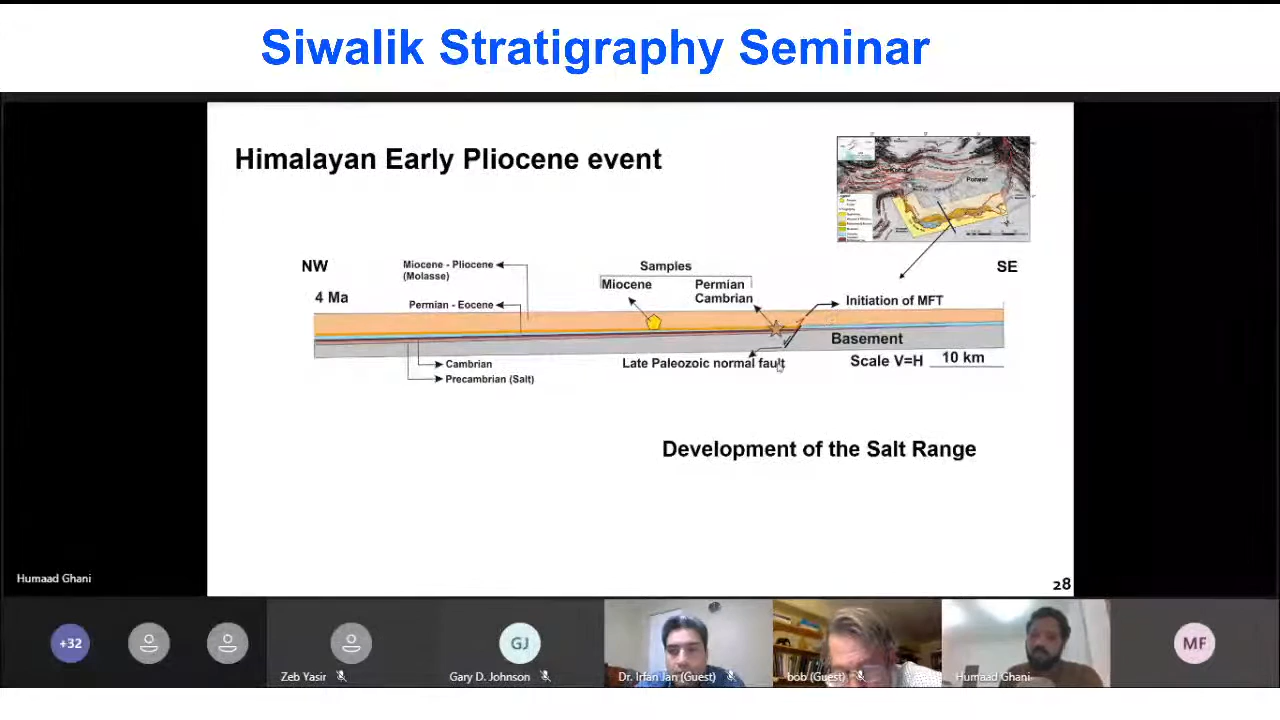 Siwalik Stratigraphy Seminar
Himalayan Early Pliocene event
Potwar
NW
Miocene - Pliocene
(Molasse)
Samples
SE
Miocene
Permian
Cambrian
4 Ma
Permian - Eocene
Initiation of MFT
Basement
Late Paleozoic normal fault
Scale V=H
10 km
Cambrian
Precambrian (Salt)
Development of the Salt Range
Humaad Ghani
28
+32
GJ
MF
Zeb Yasir
Gary D. Johnson
Dr. Irfan Jan (Guest)
bob (Guest)
Humaad Ghani